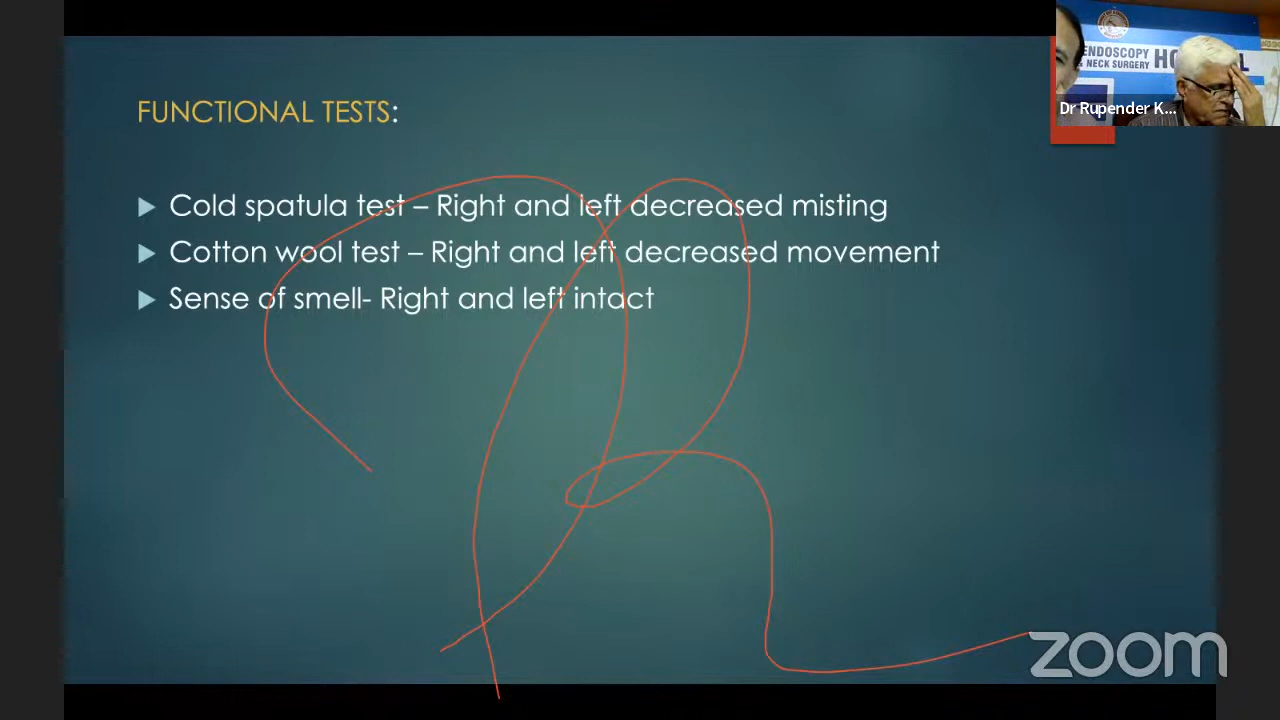 FUNCTIONAL TESTS:
Cold spatula test – Right and left decreased misting
Cotton wool test – Right and left decreased movement
Sense of smell- Right and left intact
ENDOSCOPY
NECK SURGERY
Dr Rupender K...
zoom